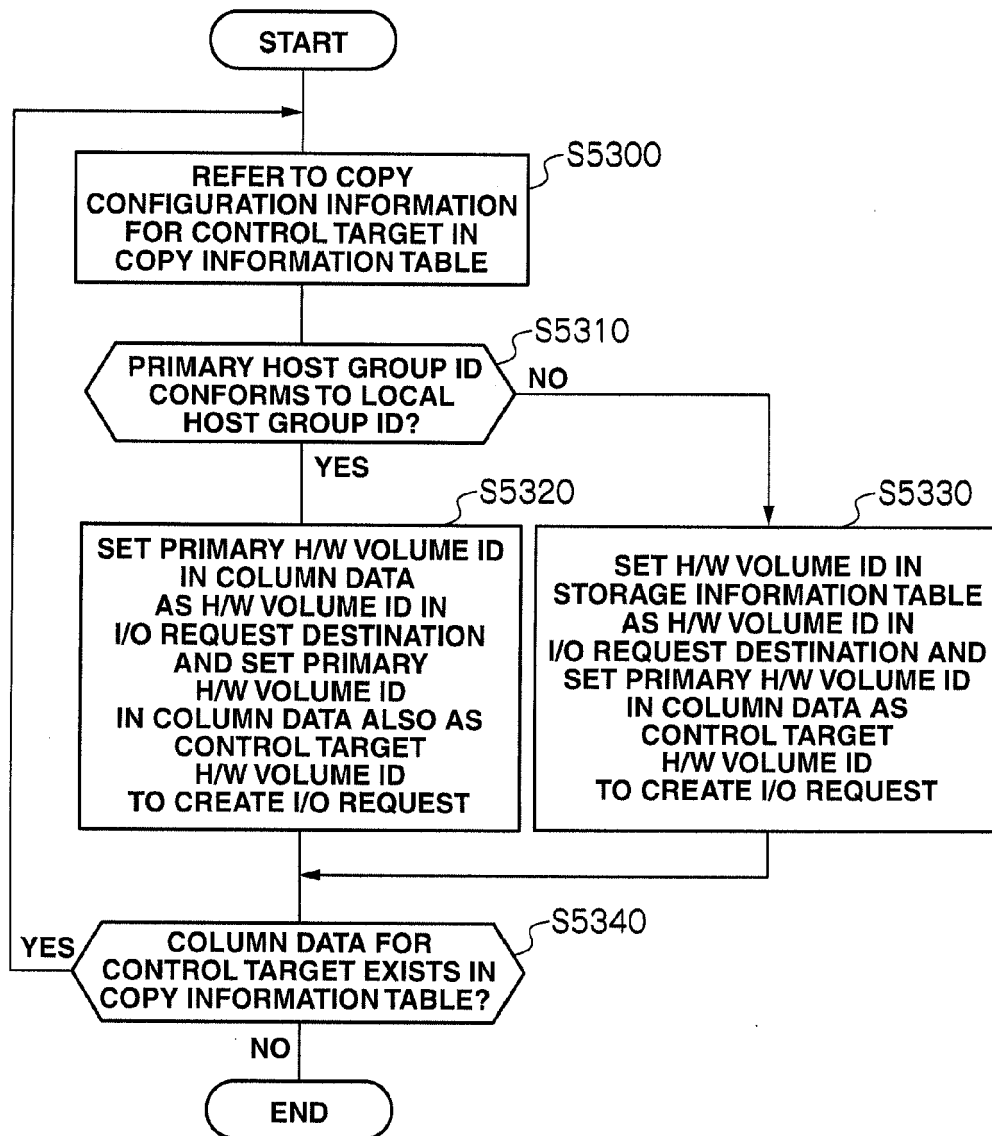 START
S5300
REFER TO COPY
CONFIGURATION INFORMATION
FOR CONTROL TARGET IN
COPY INFORMATION TABLE
S5310
PRIMARY HOST GROUP ID
CONFORMS TO LOCAL
HOST GROUP ID?
NO
YES
S5320
SET PRIMARY H/W VOLUME ID
IN COLUMN DATA
AS H/W VOLUME ID IN
I/O REQUEST DESTINATION
AND SET PRIMARY
H/W VOLUME ID
IN COLUMN DATA ALSO AS
CONTROL TARGET
H/W VOLUME ID
TO CREATE I/O REQUEST
S5330
SET H/W VOLUME ID IN
STORAGE INFORMATION TABLE
AS H/W VOLUME ID IN
I/O REQUEST DESTINATION AND
SET PRIMARY H/W VOLUME ID
IN COLUMN DATA AS
CONTROL TARGET
H/W VOLUME ID
TO CREATE I/O REQUEST
S5340
YES
COLUMN DATA FOR
CONTROL TARGET EXISTS IN
COPY INFORMATION TABLE?
NO
END